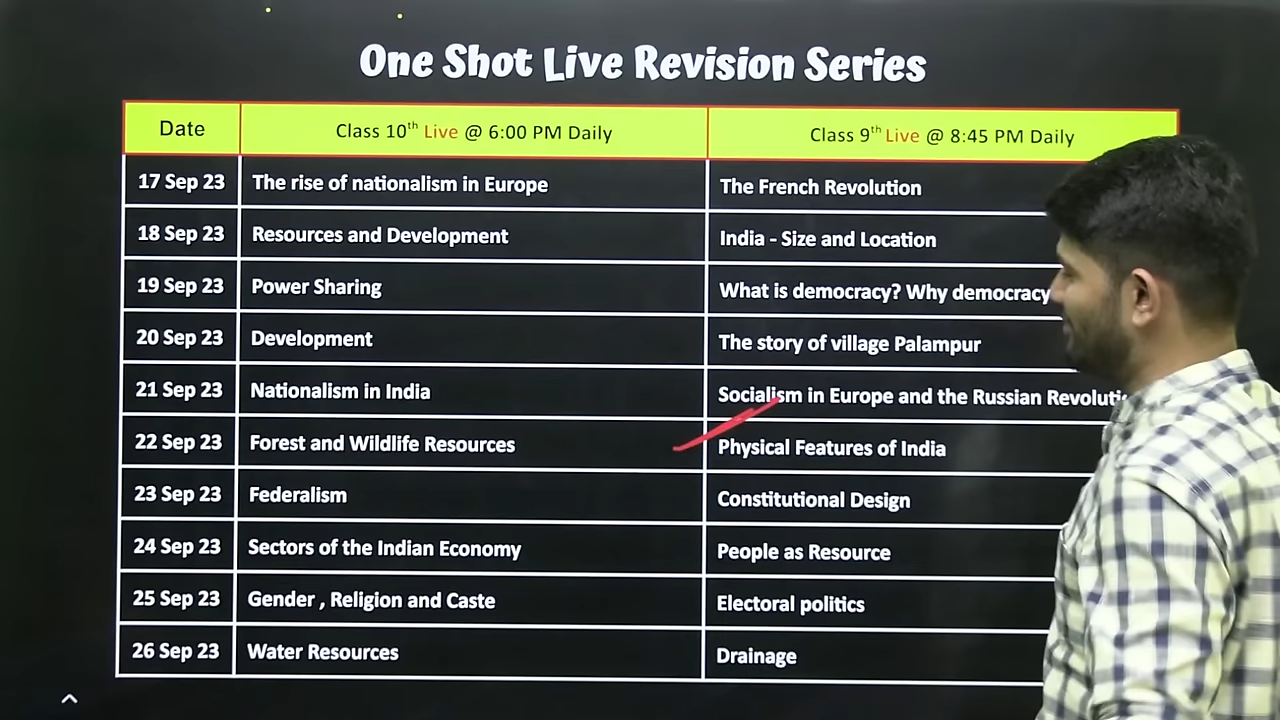 One Shot Live Revision Series
Date Class 10th Live @ 6:00 PM Daily Class 9th Live @ 8:45 PM Daily
17 Sep 23 The rise of nationalism in Europe The French Revolution
18 Sep 23 Resources and Development India - Size and Location
19 Sep 23 Power Sharing What is democracy? Why democracy
20 Sep 23 Development The story of village Palampur
21 Sep 23 Nationalism in India Socialism in Europe and the Russian
22 Sep 23 Forest and Wildlife Resources Physical Features of India
23 Sep 23 Federalism Constitutional Design
24 Sep 23 Sectors of the Indian Economy People as Resource
25 Sep 23 Gender , Religion and Caste Electoral politics
26 Sep 23 Water Resources Drainage